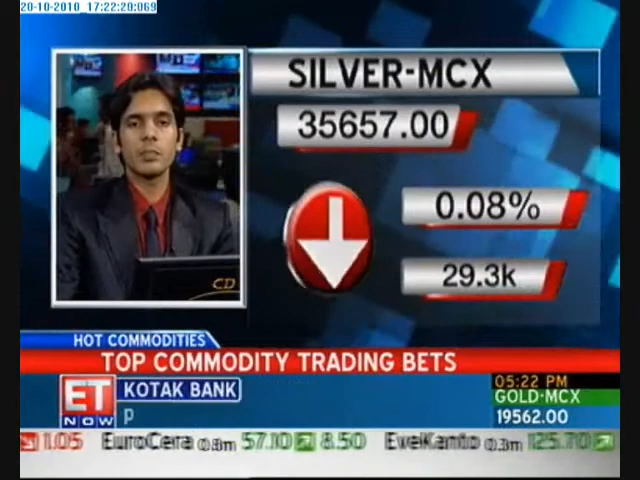 20-10-2010_17:22:20:069
SILVER-MCX
35657.00
0.08%
29.3k
CD
HOT COMMODITIES
TOP COMMODITY TRADING BETS
ET
NOW
KOTAK BANK
p
05:22 PM
GOLD-MCX
19562.00
1.05 EuroCera 0.8m 57.10 8.50 EveKanto 0.3m 125.70